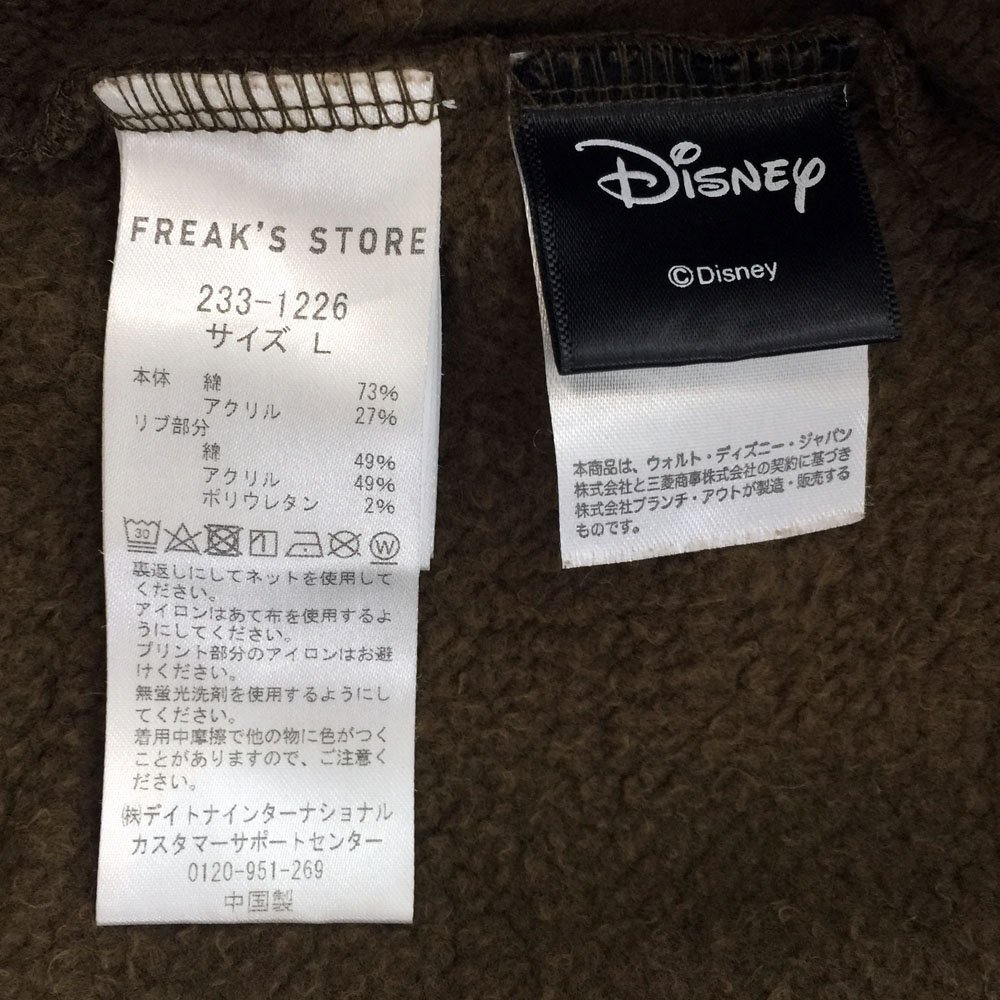 FREAK'S STORE
233-1226
サイズ L
本体 綿 73%
アクリル 27%
リブ部分
綿 49%
アクリル 49%
ポリウレタン 2%
30
W
裏返しにしてネットを使用して
ください。
アイロンはあて布を使用するよ
うにしてください。
プリント部分のアイロンはお避
けください。
無蛍光洗剤を使用するようにし
てください。
着用中摩擦で他の物に色がつく
ことがありますので、ご注意く
ださい。
㈱デイトナインターナショナル
カスタマーサポートセンター
0120-951-269
中国製
Disney
©Disney
本商品は、ウォルト・ディズニー・ジャパン
株式会社と三菱商事株式会社の契約に基づき
株式会社ブランチ・アウトが製造・販売する
ものです。